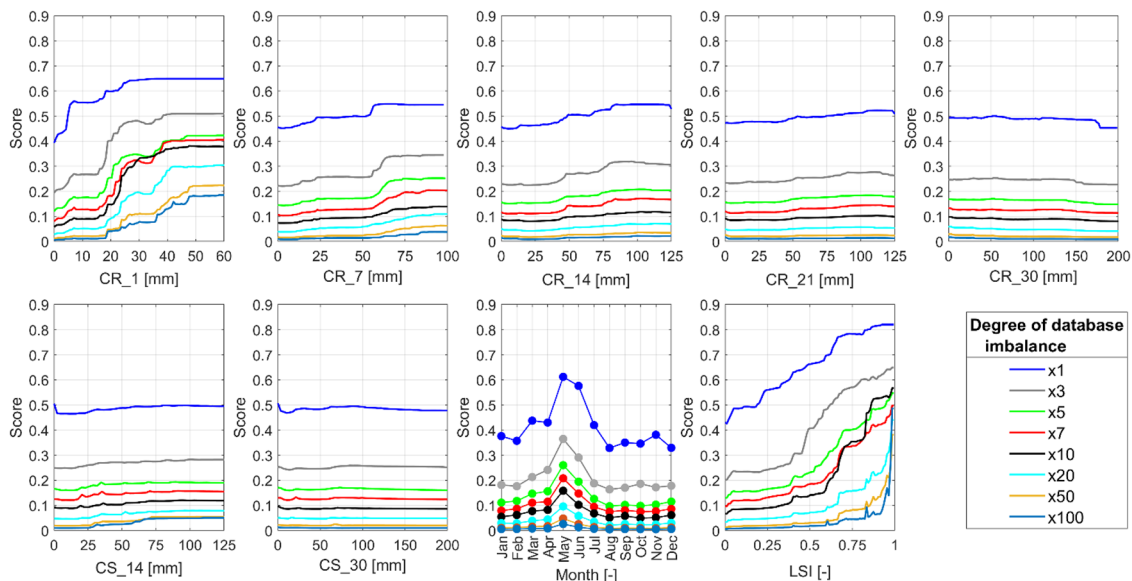 0.9
0.8
0.7
0.6
0.5
0.4
0.3
0.2
0.1
0
Score
0 10 20 30 40 50 60
CR_1 [mm]
0.9
0.8
0.7
0.6
0.5
0.4
0.3
0.2
0.1
0
Score
0 25 50 75 100
CR_7 [mm]
0.9
0.8
0.7
0.6
0.5
0.4
0.3
0.2
0.1
0
Score
0 25 50 75 100 125
CR_14 [mm]
0.9
0.8
0.7
0.6
0.5
0.4
0.3
0.2
0.1
0
Score
0 25 50 75 100 125
CR_21 [mm]
0.9
0.8
0.7
0.6
0.5
0.4
0.3
0.2
0.1
0
Score
0 50 100 150 200
CR_30 [mm]
0.9
0.8
0.7
0.6
0.5
0.4
0.3
0.2
0.1
0
Score
0 25 50 75 100 125
CS_14 [mm]
0.9
0.8
0.7
0.6
0.5
0.4
0.3
0.2
0.1
0
Score
0 25 50 75 100 125
CS_30 [mm]
0.9
0.8
0.7
0.6
0.5
0.4
0.3
0.2
0.1
0
Score
Jan Feb Mar Apr May Jun Jul Aug Sep Oct Nov Dec
Month [-]
0.9
0.8
0.7
0.6
0.5
0.4
0.3
0.2
0.1
0
Score
0 0.25 0.5 0.75 1
LSI [-]
Degree of database
imbalance
x1
x3
x5
x7
x10
x20
x50
x100